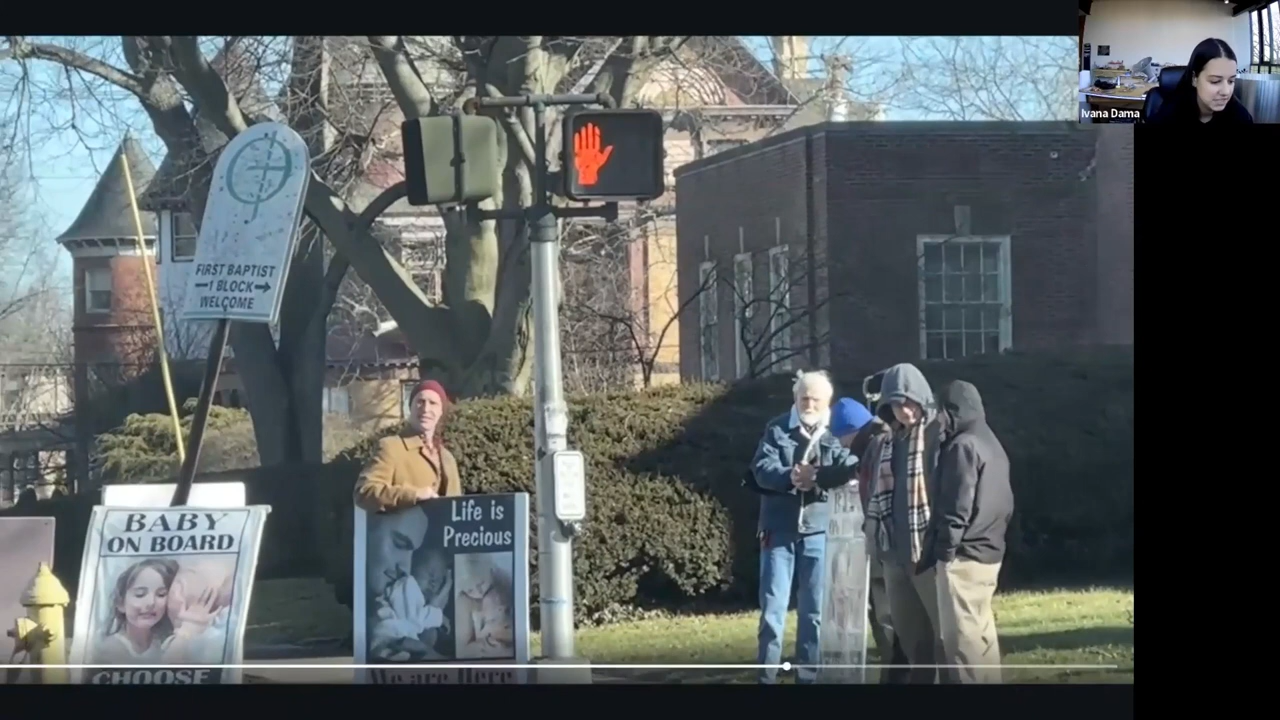 Ivana Dama
FIRST BAPTIST
1 BLOCK
WELCOME
BABY
ON BOARD
CHOOSE
Life is
Precious
We are Here